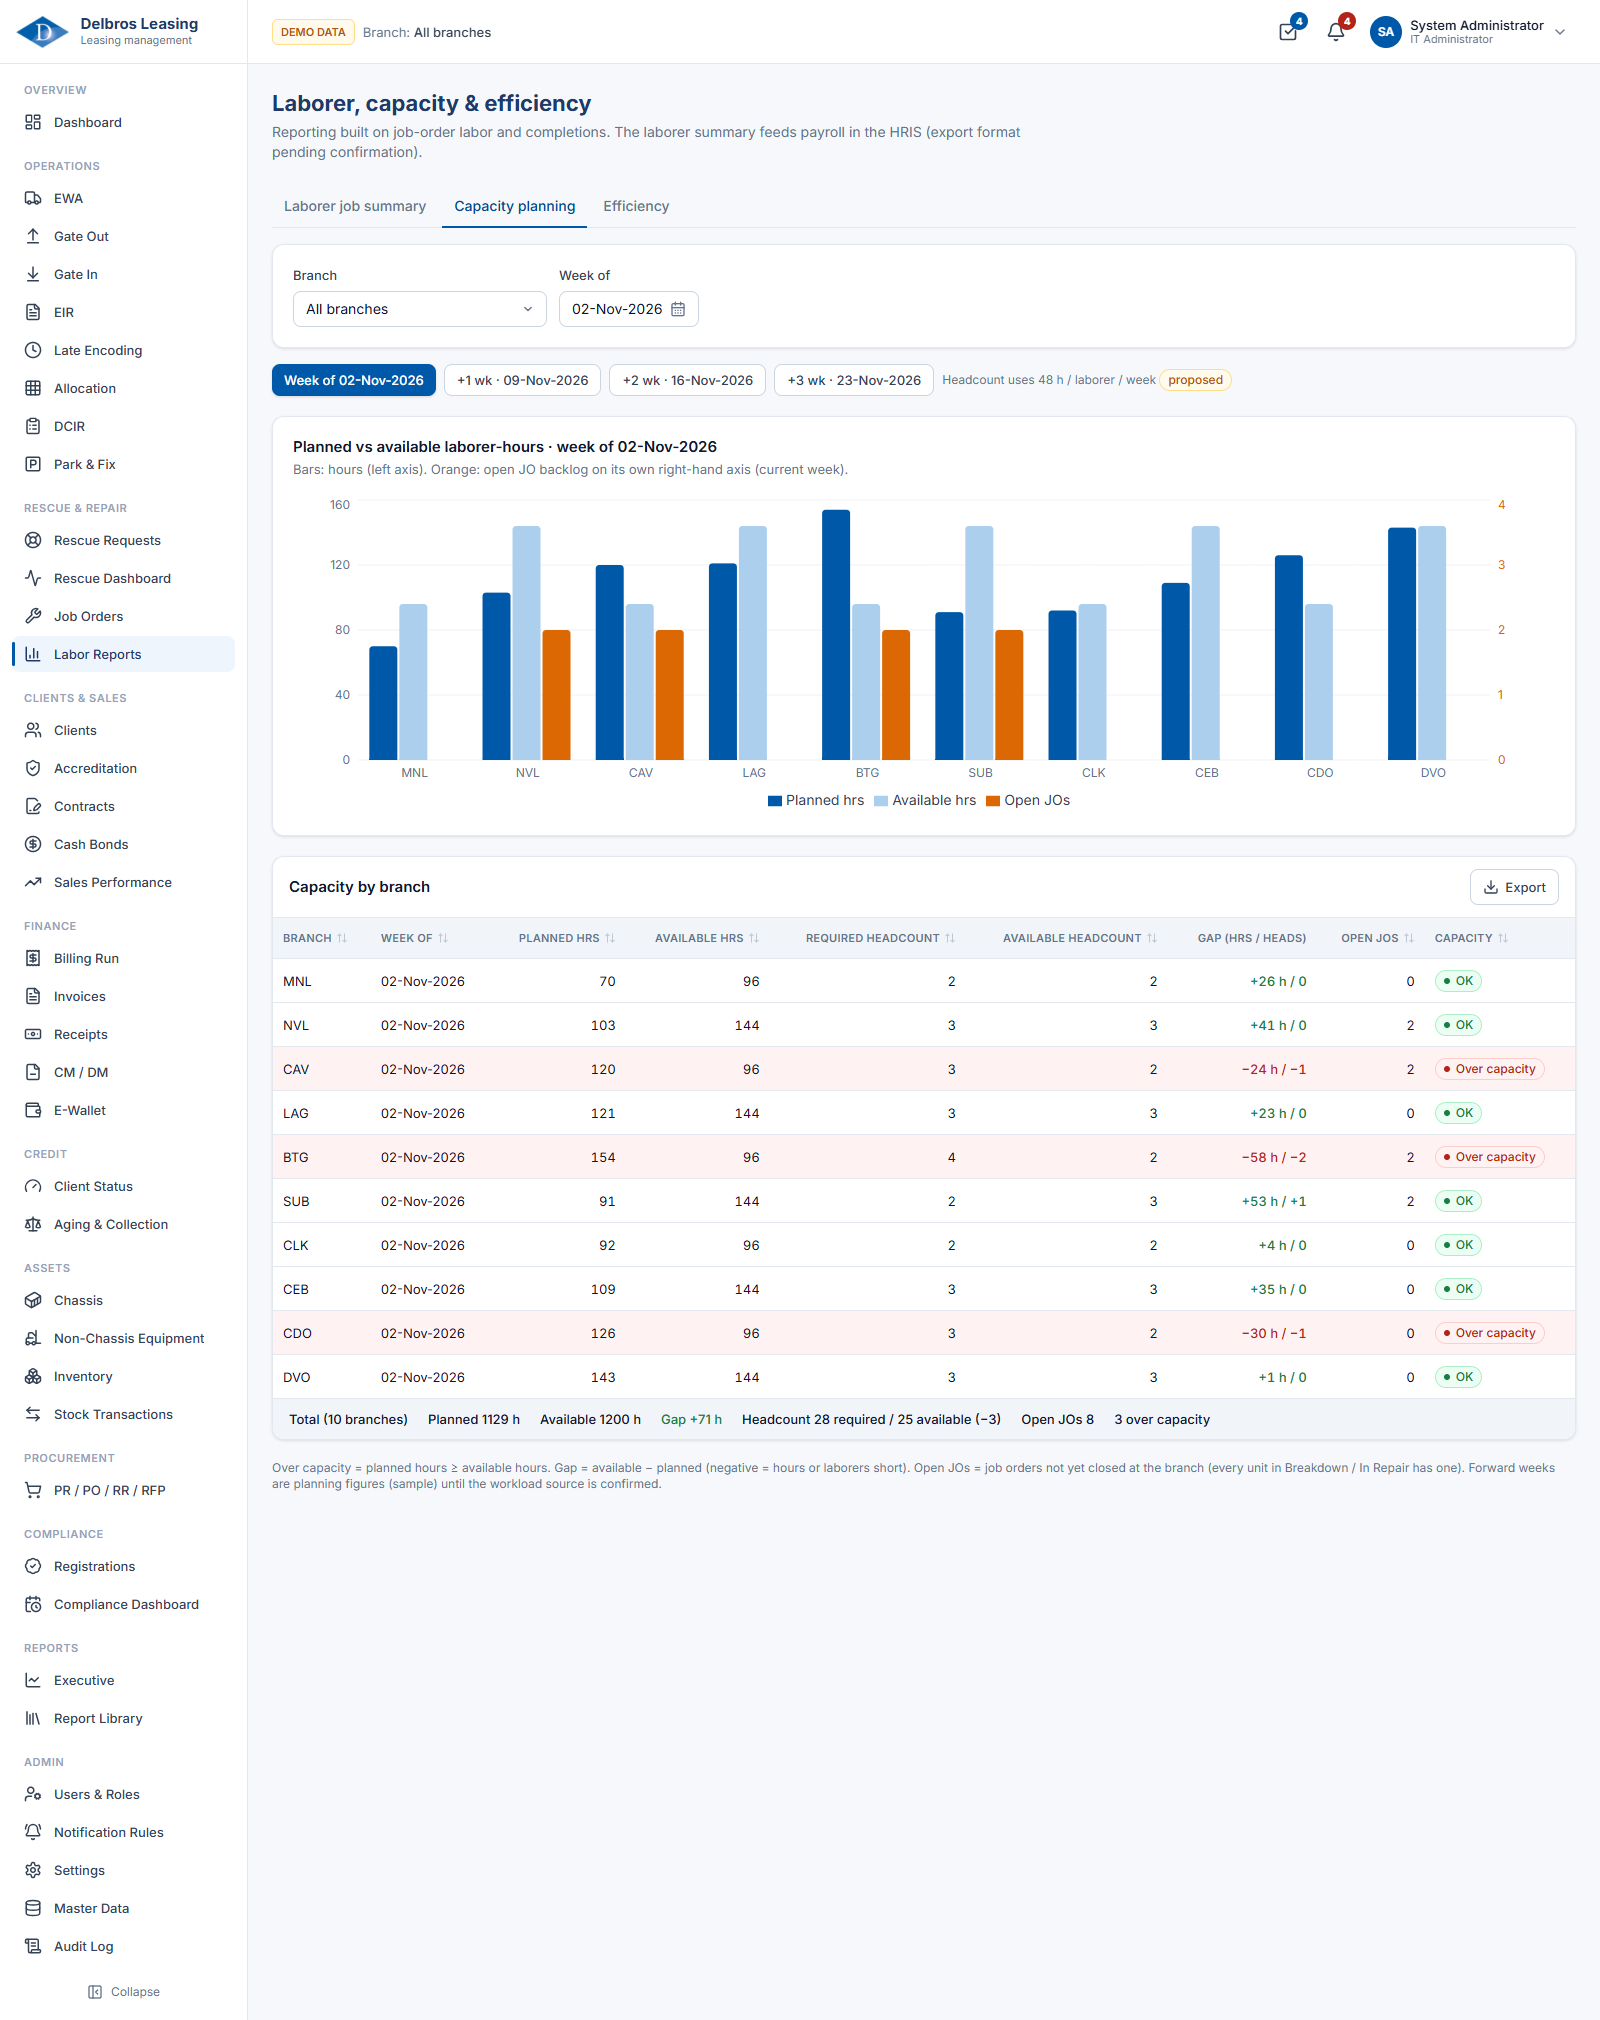 Delbros Leasing
Leasing management
DEMO DATA
Branch: All branches
4
4
SA
System Administrator
IT Administrator
OVERVIEW
Dashboard
OPERATIONS
EWA
Gate Out
Gate In
EIR
Late Encoding
Allocation
DCIR
Park & Fix
RESCUE & REPAIR
Rescue Requests
Rescue Dashboard
Job Orders
Labor Reports
CLIENTS & SALES
Clients
Accreditation
Contracts
Cash Bonds
Sales Performance
FINANCE
Billing Run
Invoices
Receipts
CM / DM
E-Wallet
CREDIT
Client Status
Aging & Collection
ASSETS
Chassis
Non-Chassis Equipment
Inventory
Stock Transactions
PROCUREMENT
PR / PO / RR / RFP
COMPLIANCE
Registrations
Compliance Dashboard
REPORTS
Executive
Report Library
ADMIN
Users & Roles
Notification Rules
Settings
Master Data
Audit Log
Collapse
Laborer, capacity & efficiency
Reporting built on job-order labor and completions. The laborer summary feeds payroll in the HRIS (export format
pending confirmation).
Laborer job summary Capacity planning Efficiency
Branch Week of
All branches 02-Nov-2026
Week of 02-Nov-2026 +1 wk · 09-Nov-2026 +2 wk · 16-Nov-2026 +3 wk · 23-Nov-2026 Headcount uses 48 h / laborer / week proposed
Planned vs available laborer-hours · week of 02-Nov-2026
Bars: hours (left axis). Orange: open JO backlog on its own right-hand axis (current week).
160 4
120 3
80 2
40 1
0 0
MNL NVL CAV LAG BTG SUB CLK CEB CDO DVO
Planned hrs Available hrs Open JOs
Capacity by branch
Export
BRANCH WEEK OF PLANNED HRS AVAILABLE HRS REQUIRED HEADCOUNT AVAILABLE HEADCOUNT GAP (HRS / HEADS) OPEN JOS CAPACITY
MNL 02-Nov-2026 70 96 2 2 +26 h / 0 0 OK
NVL 02-Nov-2026 103 144 3 3 +41 h / 0 2 OK
CAV 02-Nov-2026 120 96 3 2 −24 h / −1 2 Over capacity
LAG 02-Nov-2026 121 144 3 3 +23 h / 0 0 OK
BTG 02-Nov-2026 154 96 4 2 −58 h / −2 2 Over capacity
SUB 02-Nov-2026 91 144 2 3 +53 h / +1 2 OK
CLK 02-Nov-2026 92 96 2 2 +4 h / 0 0 OK
CEB 02-Nov-2026 109 144 3 3 +35 h / 0 0 OK
CDO 02-Nov-2026 126 96 3 2 −30 h / −1 0 Over capacity
DVO 02-Nov-2026 143 144 3 3 +1 h / 0 0 OK
Total (10 branches) Planned 1129 h Available 1200 h Gap +71 h Headcount 28 required / 25 available (−3) Open JOs 8 3 over capacity
Over capacity = planned hours ≥ available hours. Gap = available − planned (negative = hours or laborers short). Open JOs = job orders not yet closed at the branch (every unit in Breakdown / In Repair has one). Forward weeks
are planning figures (sample) until the workload source is confirmed.